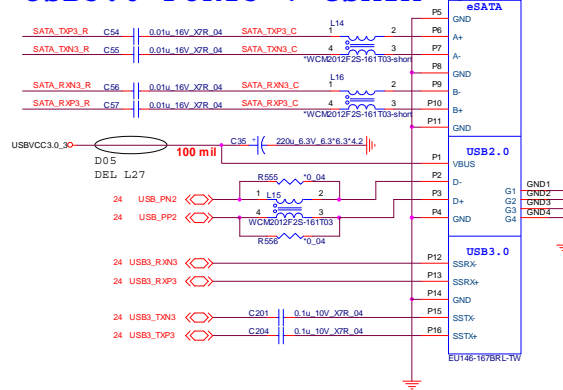 eSATA
P5 GND
SATA_TXP3_R C54 0.01u_16V_X7R_04 SATA_TXP3_C 1 L14 2 P6 A+
SATA_TXN3_R C55 0.01u_16V_X7R_04 SATA_TXN3_C 4 3 P7 A-
*WCM2012F2S-161T03-short
P8 GND
L16
SATA_RXN3_R C56 0.01u_16V_X7R_04 SATA_RXN3_C 1 2 P9 B-
SATA_RXP3_R C57 0.01u_16V_X7R_04 SATA_RXP3_C 4 3 P10 B+
*WCM2012F2S-161T03-short
P11 GND
C35 + 220u_6.3V_6.3*6.3*4.2
USB2.0
USBVCC3.0_3
100 mil
D05
DEL L27
P1 VBUS
R555 *0_04
P2 D-
24 USB_PN2 1 L15 2 P3 D+
24 USB_PP2 4 3 P4 GND
WCM2012F2S-161T03
R556 *0_04
G1 GND1
G2 GND2
G3 GND3
G4 GND4
USB3.0
24 USB3_RXN3 P12 SSRX-
24 USB3_RXP3 P13 SSRX+
P14 GND
24 USB3_TXN3 C201 0.1u_10V_X7R_04 P15 SSTX-
24 USB3_TXP3 C204 0.1u_10V_X7R_04 P16 SSTX+
EU146-167BRL-TW